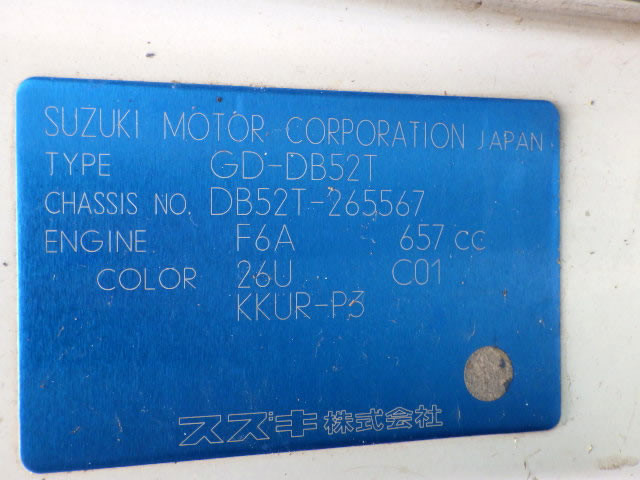 SUZUKI MOTOR CORPORATION JAPAN
TYPE GD-DB52T
CHASSIS NO. DB52T-265567
ENGINE F6A 657 cc
COLOR 26U C01
KKUR-P3
スズキ株式会社